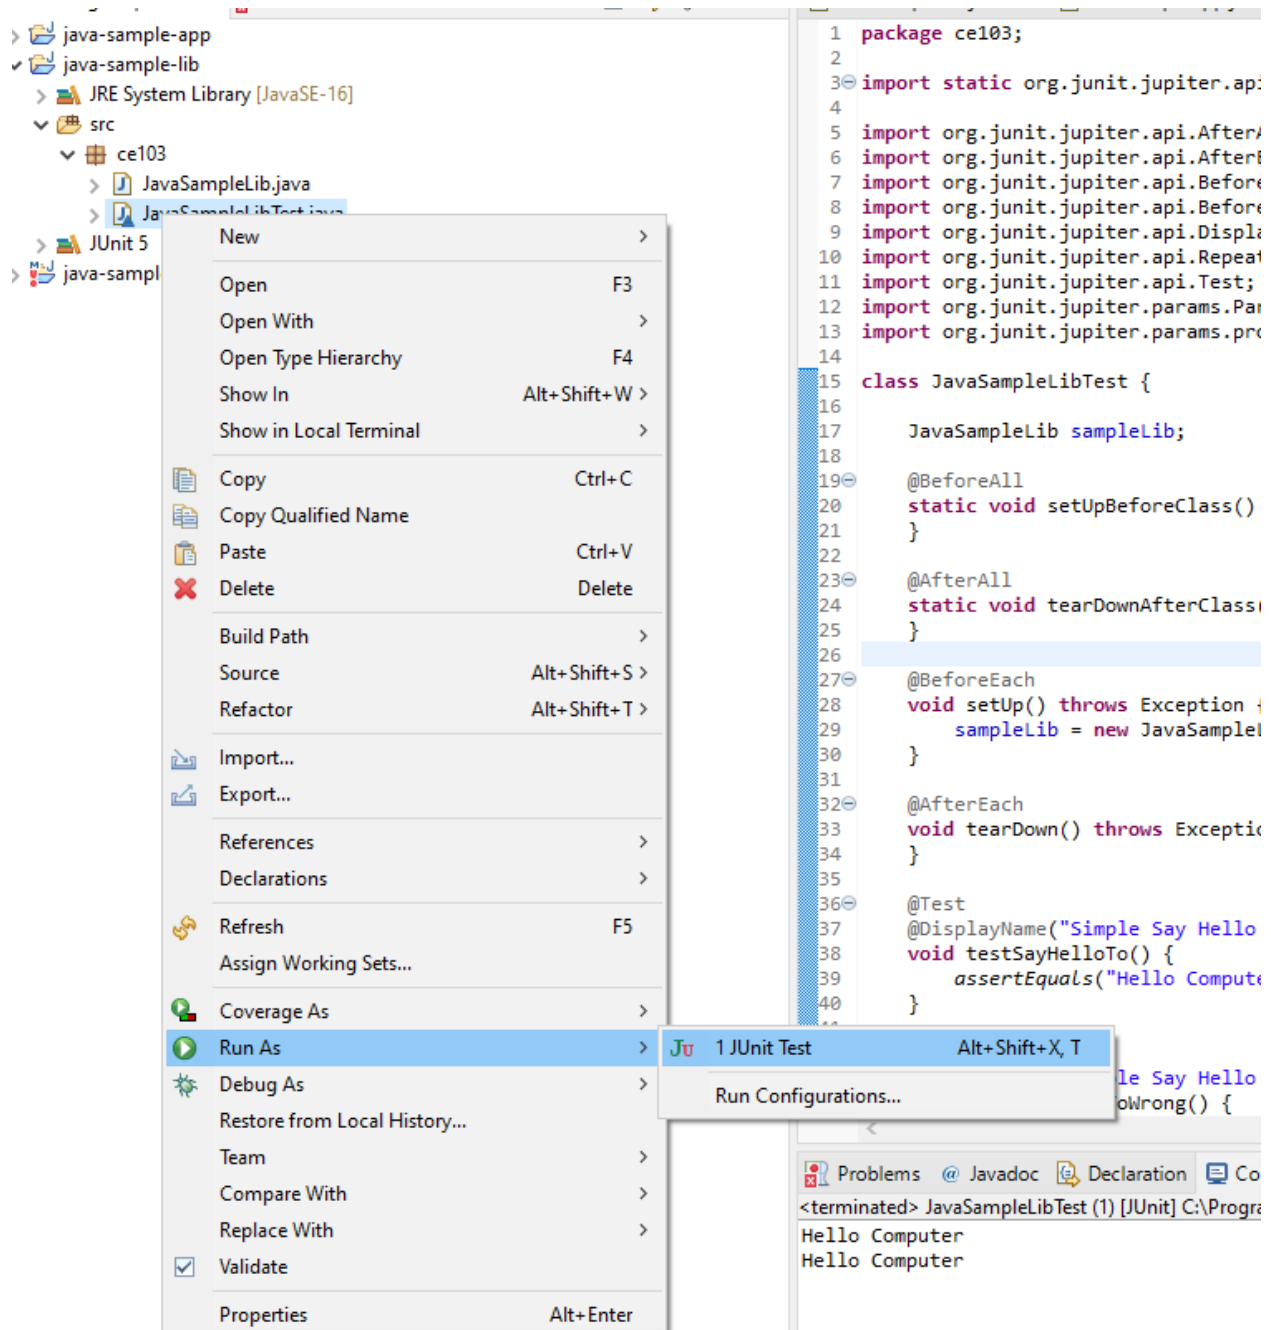 java-sample-app
java-sample-lib
JRE System Library [JavaSE-16]
src
ce103
JavaSampleLib.java
JavaSampleLibTest.java
JUnit 5
java-sampl
New
Open F3
Open With
Open Type Hierarchy F4
Show In Alt+Shift+W
Show in Local Terminal
Copy Ctrl+C
Copy Qualified Name
Paste Ctrl+V
Delete Delete
Build Path
Source Alt+Shift+S
Refactor Alt+Shift+T
Import...
Export...
References
Declarations
Refresh F5
Assign Working Sets...
Coverage As
Run As
Debug As
Restore from Local History...
Team
Compare With
Replace With
Validate
Properties Alt+Enter
1 JUnit Test Alt+Shift+X, T
Run Configurations...
1 package ce103;
2
3 import static org.junit.jupiter.api
4
5 import org.junit.jupiter.api.AfterA
6 import org.junit.jupiter.api.AfterE
7 import org.junit.jupiter.api.Before
8 import org.junit.jupiter.api.Before
9 import org.junit.jupiter.api.Displa
10 import org.junit.jupiter.api.Repeat
11 import org.junit.jupiter.api.Test;
12 import org.junit.jupiter.params.Par
13 import org.junit.jupiter.params.pro
14
15 class JavaSampleLibTest {
16
17 JavaSampleLib sampleLib;
18
19 @BeforeAll
20 static void setUpBeforeClass()
21 }
22
23 @AfterAll
24 static void tearDownAfterClass(
25 }
26
27 @BeforeEach
28 void setUp() throws Exception {
29 sampleLib = new JavaSampleL
30 }
31
32 @AfterEach
33 void tearDown() throws Exceptio
34 }
35
36 @Test
37 @DisplayName("Simple Say Hello
38 void testSayHelloTo() {
39 assertEquals("Hello Compute
40 }
le Say Hello
oWrong() {
Problems @ Javadoc Declaration Co
<terminated> JavaSampleLibTest (1) [JUnit] C:\Progra
Hello Computer
Hello Computer